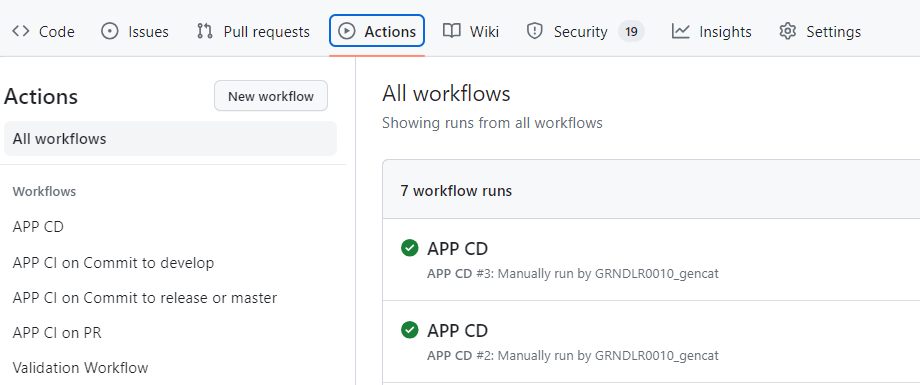 Code Issues Pull requests Actions Wiki Security 19 Insights Settings
Actions
New workflow
All workflows
Workflows
APP CD
APP CI on Commit to develop
APP CI on Commit to release or master
APP CI on PR
Validation Workflow
All workflows
Showing runs from all workflows
7 workflow runs
APP CD
APP CD #3: Manually run by GRNDLR0010_gencat
APP CD
APP CD #2: Manually run by GRNDLR0010_gencat